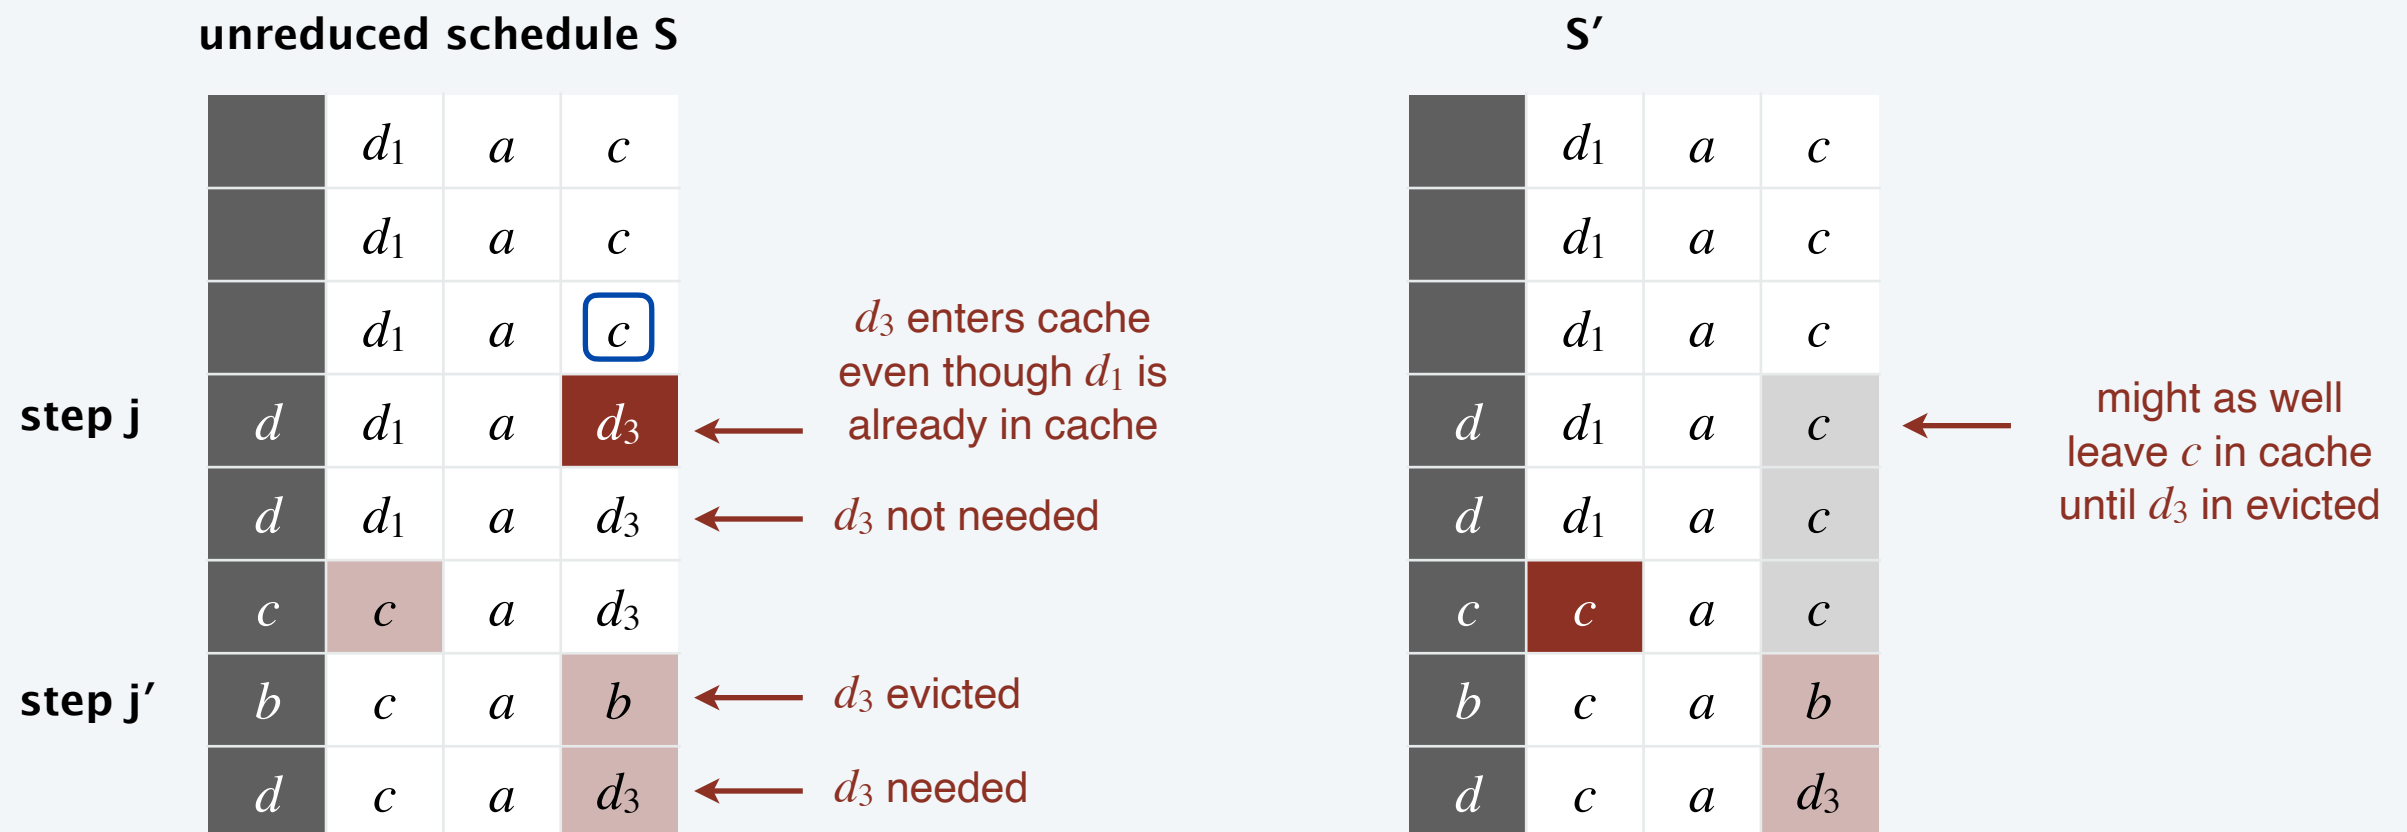 unreduced schedule S
S′
d₁ a c
d₁ a c
d₁ a c
d₁ a c
d₁ a c
d₁ a c
d₃ enters cache
even though d₁ is
already in cache
step j
d d₁ a d₃
d d₁ a c
might as well
leave c in cache
until d₃ in evicted
d d₁ a d₃
d₃ not needed
d d₁ a c
c c a d₃
c c a c
step j′
b c a b
d₃ evicted
b c a b
d c a d₃
d₃ needed
d c a d₃